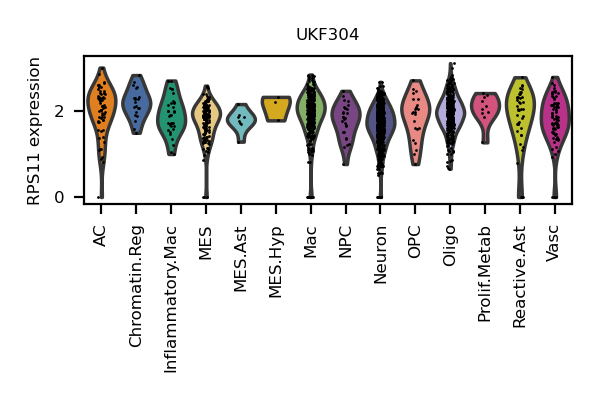 UKF304
RPS11 expression
2
0
AC
Chromatin.Reg
Inflammatory.Mac
MES
MES.Ast
MES.Hyp
Mac
NPC
Neuron
OPC
Oligo
Prolif.Metab
Reactive.Ast
Vasc